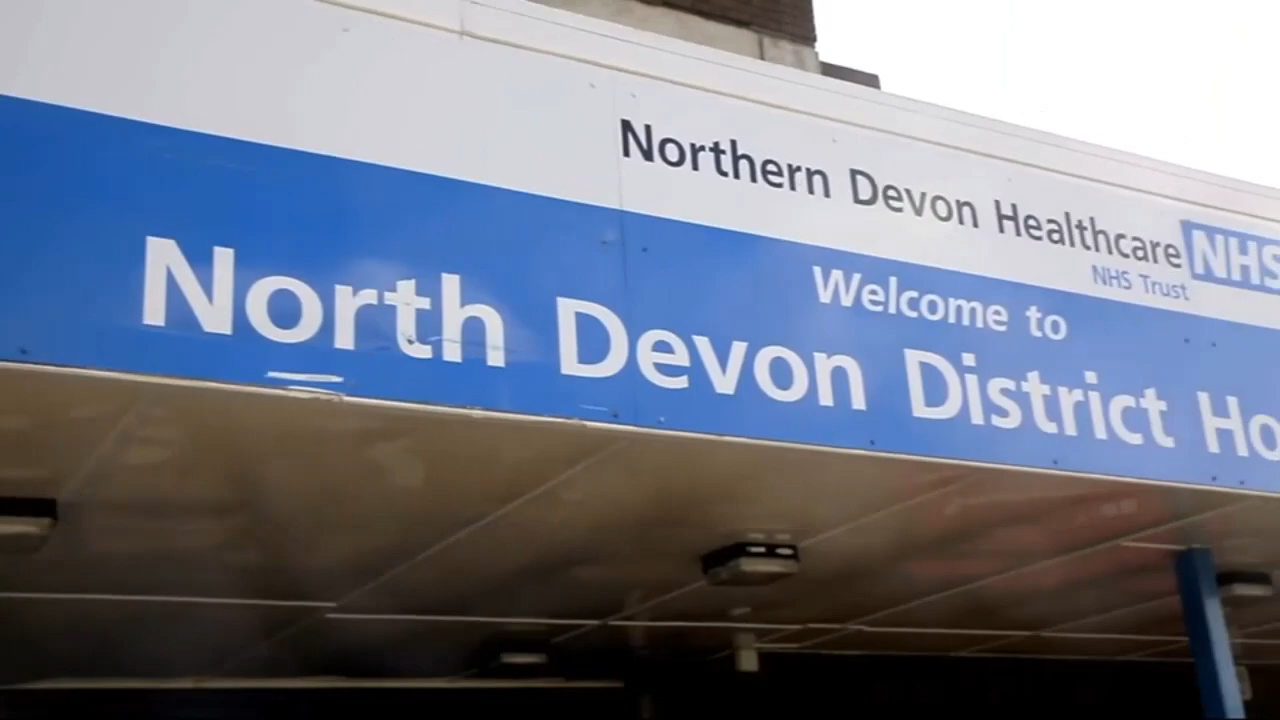 Northern Devon Healthcare NHS
NHS Trust
Welcome to
North Devon District Ho